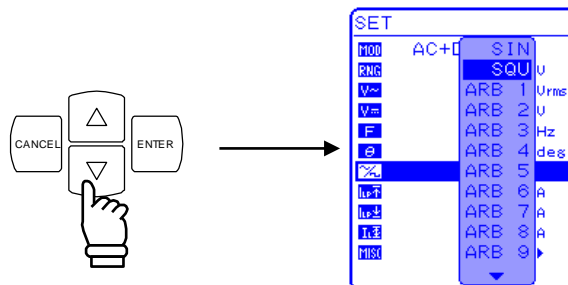 CANCEL
ENTER
SET
MOD AC+
RNG V
V~ Vrms
V= V
F Hz
θ deg
A
A
A
MISC
SIN
SQU
ARB 1
ARB 2
ARB 3
ARB 4
ARB 5
ARB 6
ARB 7
ARB 8
ARB 9